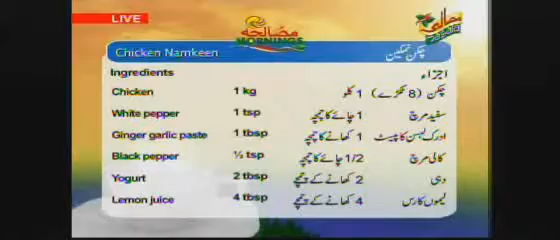 LIVE
مصالحہ
MORNINGS
Chicken Namkeen چکن نمکین
Ingredients اجزاء
Chicken 1 kg 1 کلو چکن (8 ٹکڑے)
White pepper 1 tsp 1 چائے کا چمچ سفید مرچ
Ginger garlic paste 1 tbsp 1 کھانے کا چمچ ادرک لہسن کا پیسٹ
Black pepper ½ tsp 1/2 چائے کا چمچ کالی مرچ
Yogurt 2 tbsp 2 کھانے کے چمچ دہی
Lemon juice 4 tbsp 4 کھانے کے چمچ لیموں کا رس